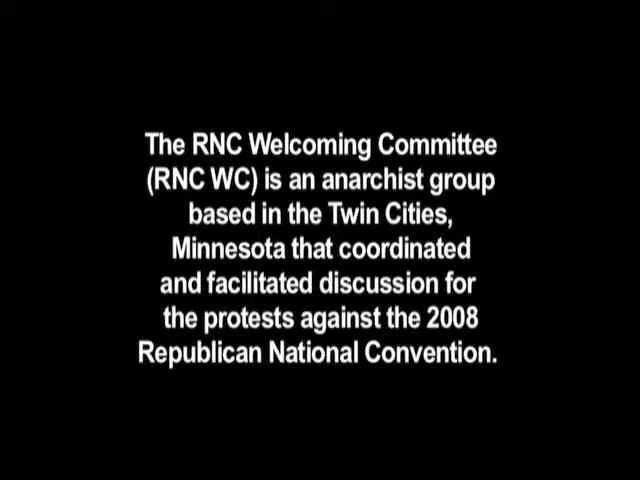 The RNC Welcoming Committee
(RNC WC) is an anarchist group
based in the Twin Cities,
Minnesota that coordinated
and facilitated discussion for
the protests against the 2008
Republican National Convention.